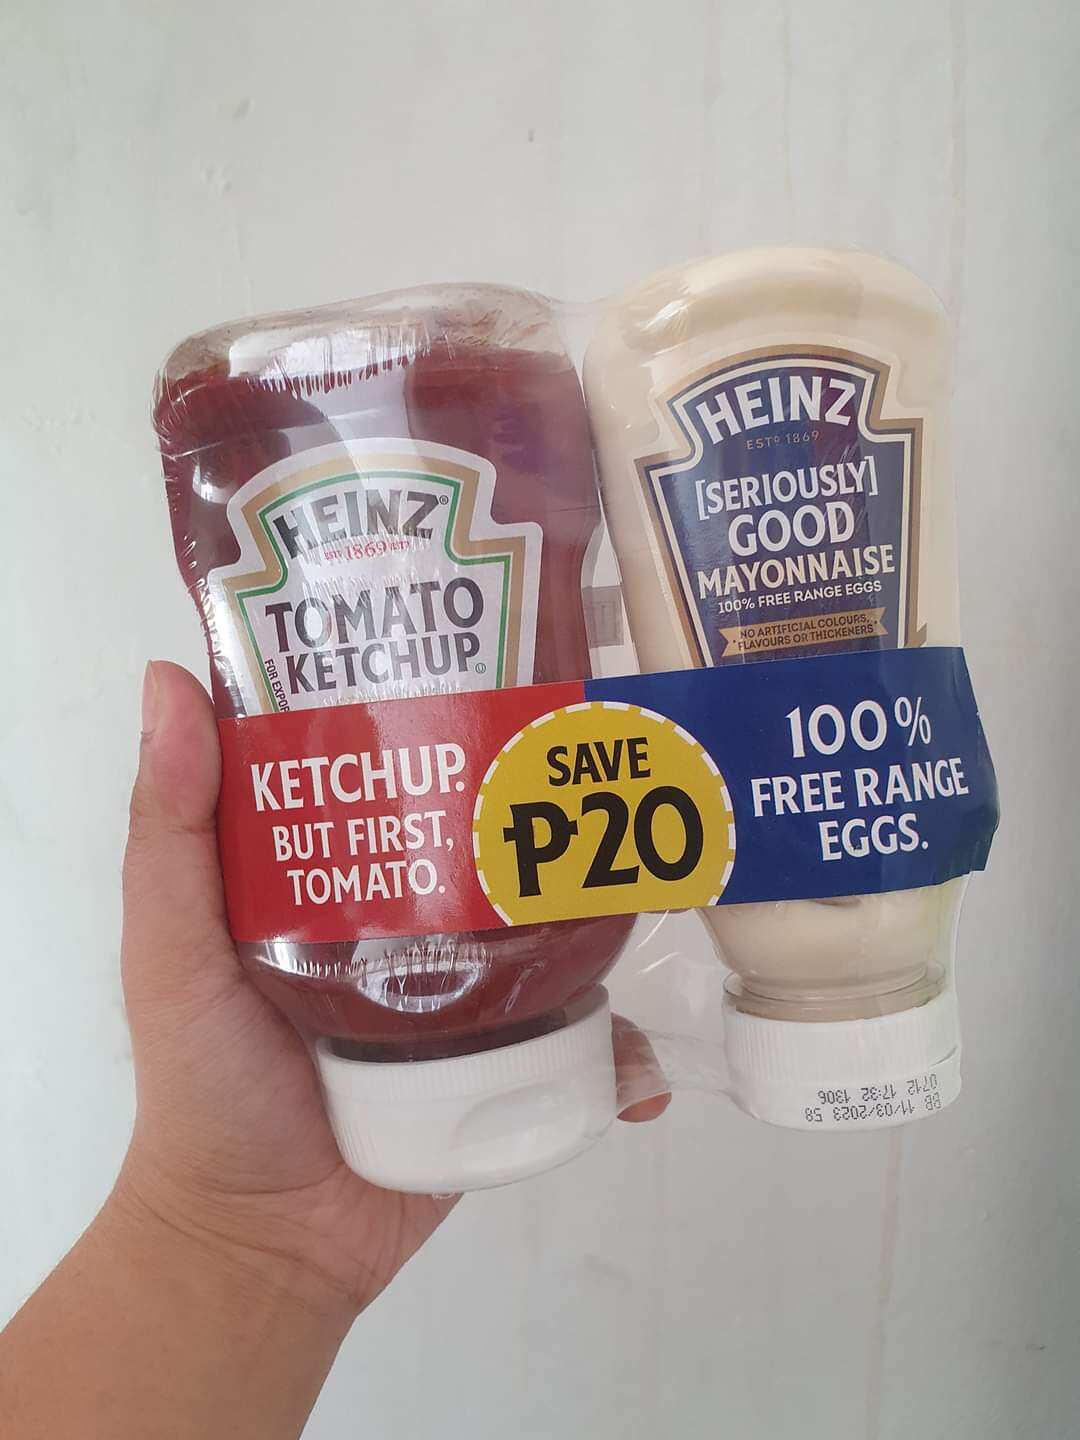 HEINZ®
ESTD 1869
TOMATO
KETCHUP
HEINZ
ESTD 1869
[SERIOUSLY]
GOOD
MAYONNAISE
100% FREE RANGE EGGS
NO ARTIFICIAL COLOURS,
FLAVOURS OR THICKENERS
KETCHUP.
BUT FIRST,
TOMATO.
SAVE
₱20
100%
FREE RANGE
EGGS.
BB 11/03/2023 58
0712 17:32 1306